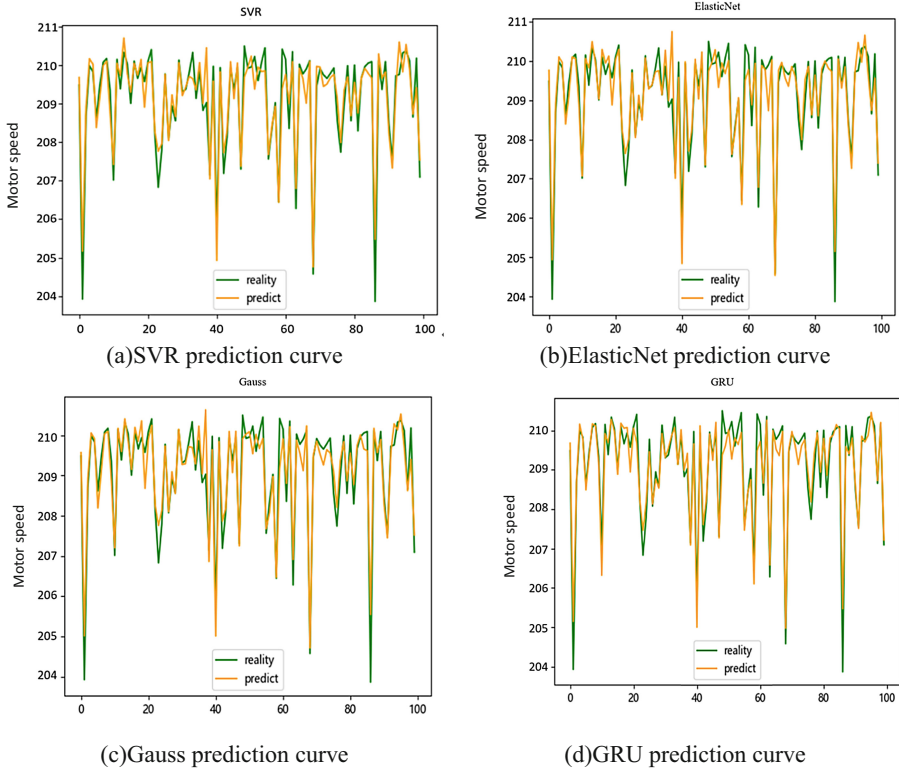 SVR
211
210
209
208
207
206
205
204
Motor speed
reality
predict
0 20 40 60 80 100
(a)SVR prediction curve
ElasticNet
211
210
209
208
207
206
205
204
Motor speed
reality
predict
0 20 40 60 80 100
(b)ElasticNet prediction curve
Gauss
210
209
208
207
206
205
204
Motor speed
reality
predict
0 20 40 60 80 100
(c)Gauss prediction curve
GRU
210
209
208
207
206
205
204
Motor speed
reality
predict
0 20 40 60 80 100
(d)GRU prediction curve